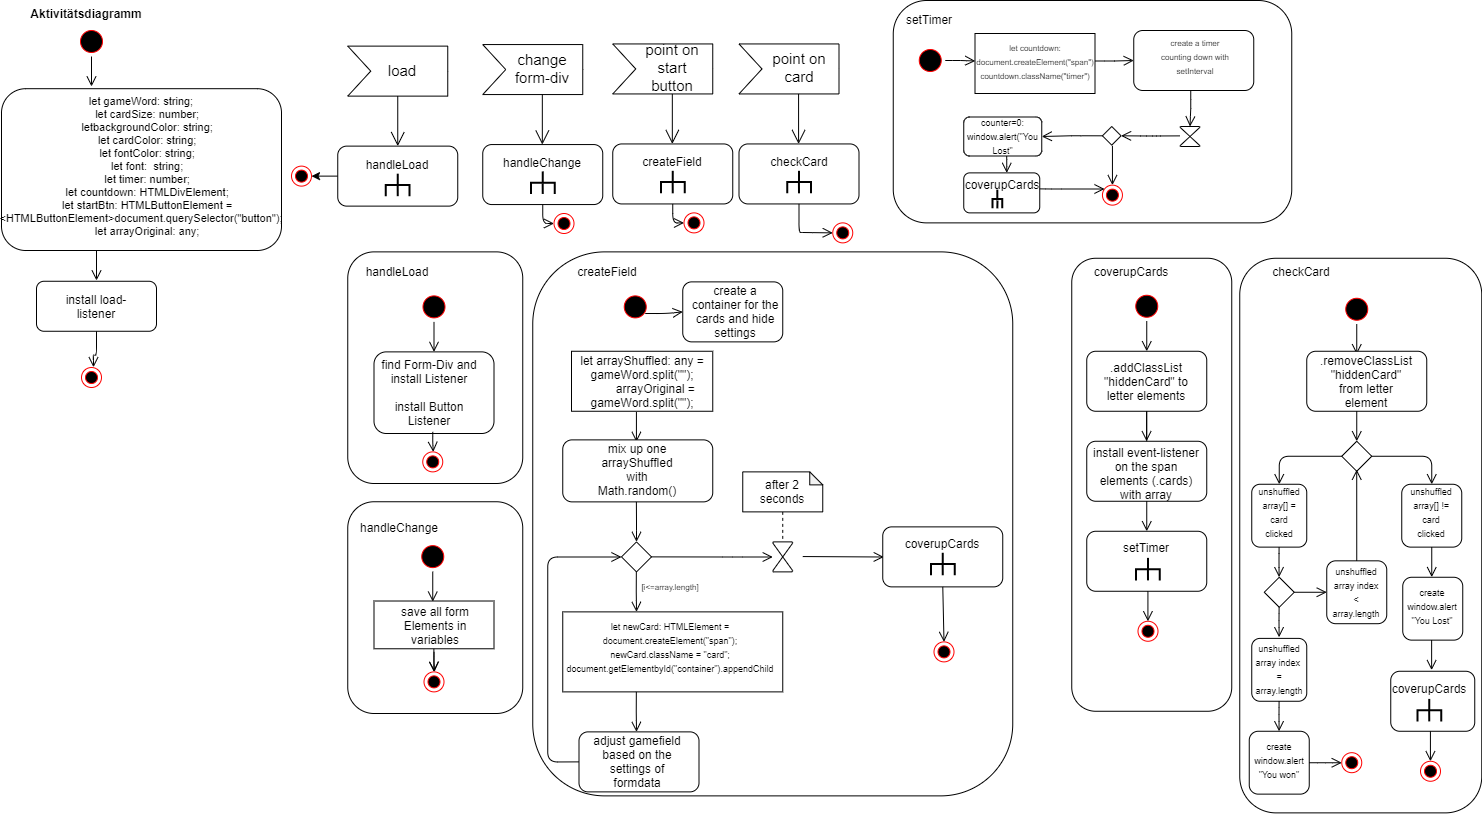 Aktivitätsdiagramm
let gameWord: string;
let cardSize: number;
letbackgroundColor: string;
let cardColor: string;
let fontColor: string;
let font:  string;
let timer: number;
let countdown: HTMLDivElement;
let startBtn: HTMLButtonElement =
<HTMLButtonElement>document.querySelector("button");
let arrayOriginal: any;
install load-
listener
load
handleLoad
change
form-div
handleChange
point on
start
button
createField
point on
card
checkCard
setTimer
let countdown:
document.createElement("span")
countdown.className("timer")
create a timer
counting down with
setInterval
counter=0:
window.alert("You
Lost"
coverupCards
handleLoad
find Form-Div and
install Listener
install Button
Listener
handleChange
save all form
Elements in
variables
createField
create a
container for the
cards and hide
settings
let arrayShuffled: any =
gameWord.split("");
arrayOriginal =
gameWord.split("");
mix up one
arrayShuffled
with
Math.random()
after 2
seconds
coverupCards
[i<=array.length]
let newCard: HTMLElement =
document.createElement("span");
newCard.className = "card";
document.getElementbyId("container").appendChild
adjust gamefield
based on the
settings of
formdata
coverupCards
.addClassList
"hiddenCard" to
letter elements
install event-listener
on the span
elements (.cards)
with array
setTimer
checkCard
.removeClassList
"hiddenCard"
from letter
element
unshuffled
array[] =
card
clicked
unshuffled
array[] !=
card
clicked
unshuffled
array index
<
array.length
create
window.alert
"You Lost"
unshuffled
array index
=
array.length
coverupCards
create
window.alert
"You won"